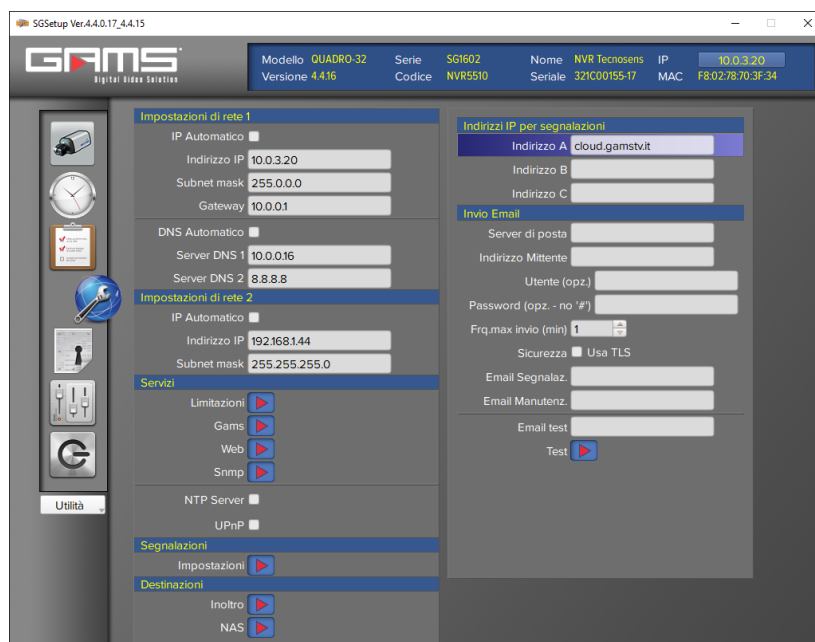 SGSetup Ver.4.4.0.17_4.4.15
GAMS
Digital Video Solution
Modello QUADRO-32 Serie SG1602 Nome NVR Tecnosens IP 10.0.3.20
Versione 4.4.16 Codice NVR5510 Seriale 321C00155-17 MAC F8:02:78:70:3F:34
Utilità
Impostazioni di rete 1
IP Automatico
Indirizzo IP 10.0.3.20
Subnet mask 255.0.0.0
Gateway 10.0.0.1
DNS Automatico
Server DNS 1 10.0.0.16
Server DNS 2 8.8.8.8
Impostazioni di rete 2
IP Automatico
Indirizzo IP 192.168.1.44
Subnet mask 255.255.255.0
Servizi
Limitazioni
Gams
Web
Snmp
NTP Server
UPnP
Segnalazioni
Impostazioni
Destinazioni
Inoltro
NAS
Indirizzi IP per segnalazioni
Indirizzo A cloud.gamstv.it
Indirizzo B
Indirizzo C
Invio Email
Server di posta
Indirizzo Mittente
Utente (opz.)
Password (opz. - no '#')
Frq.max invio (min) 1
Sicurezza Usa TLS
Email Segnalaz.
Email Manutenz.
Email test
Test